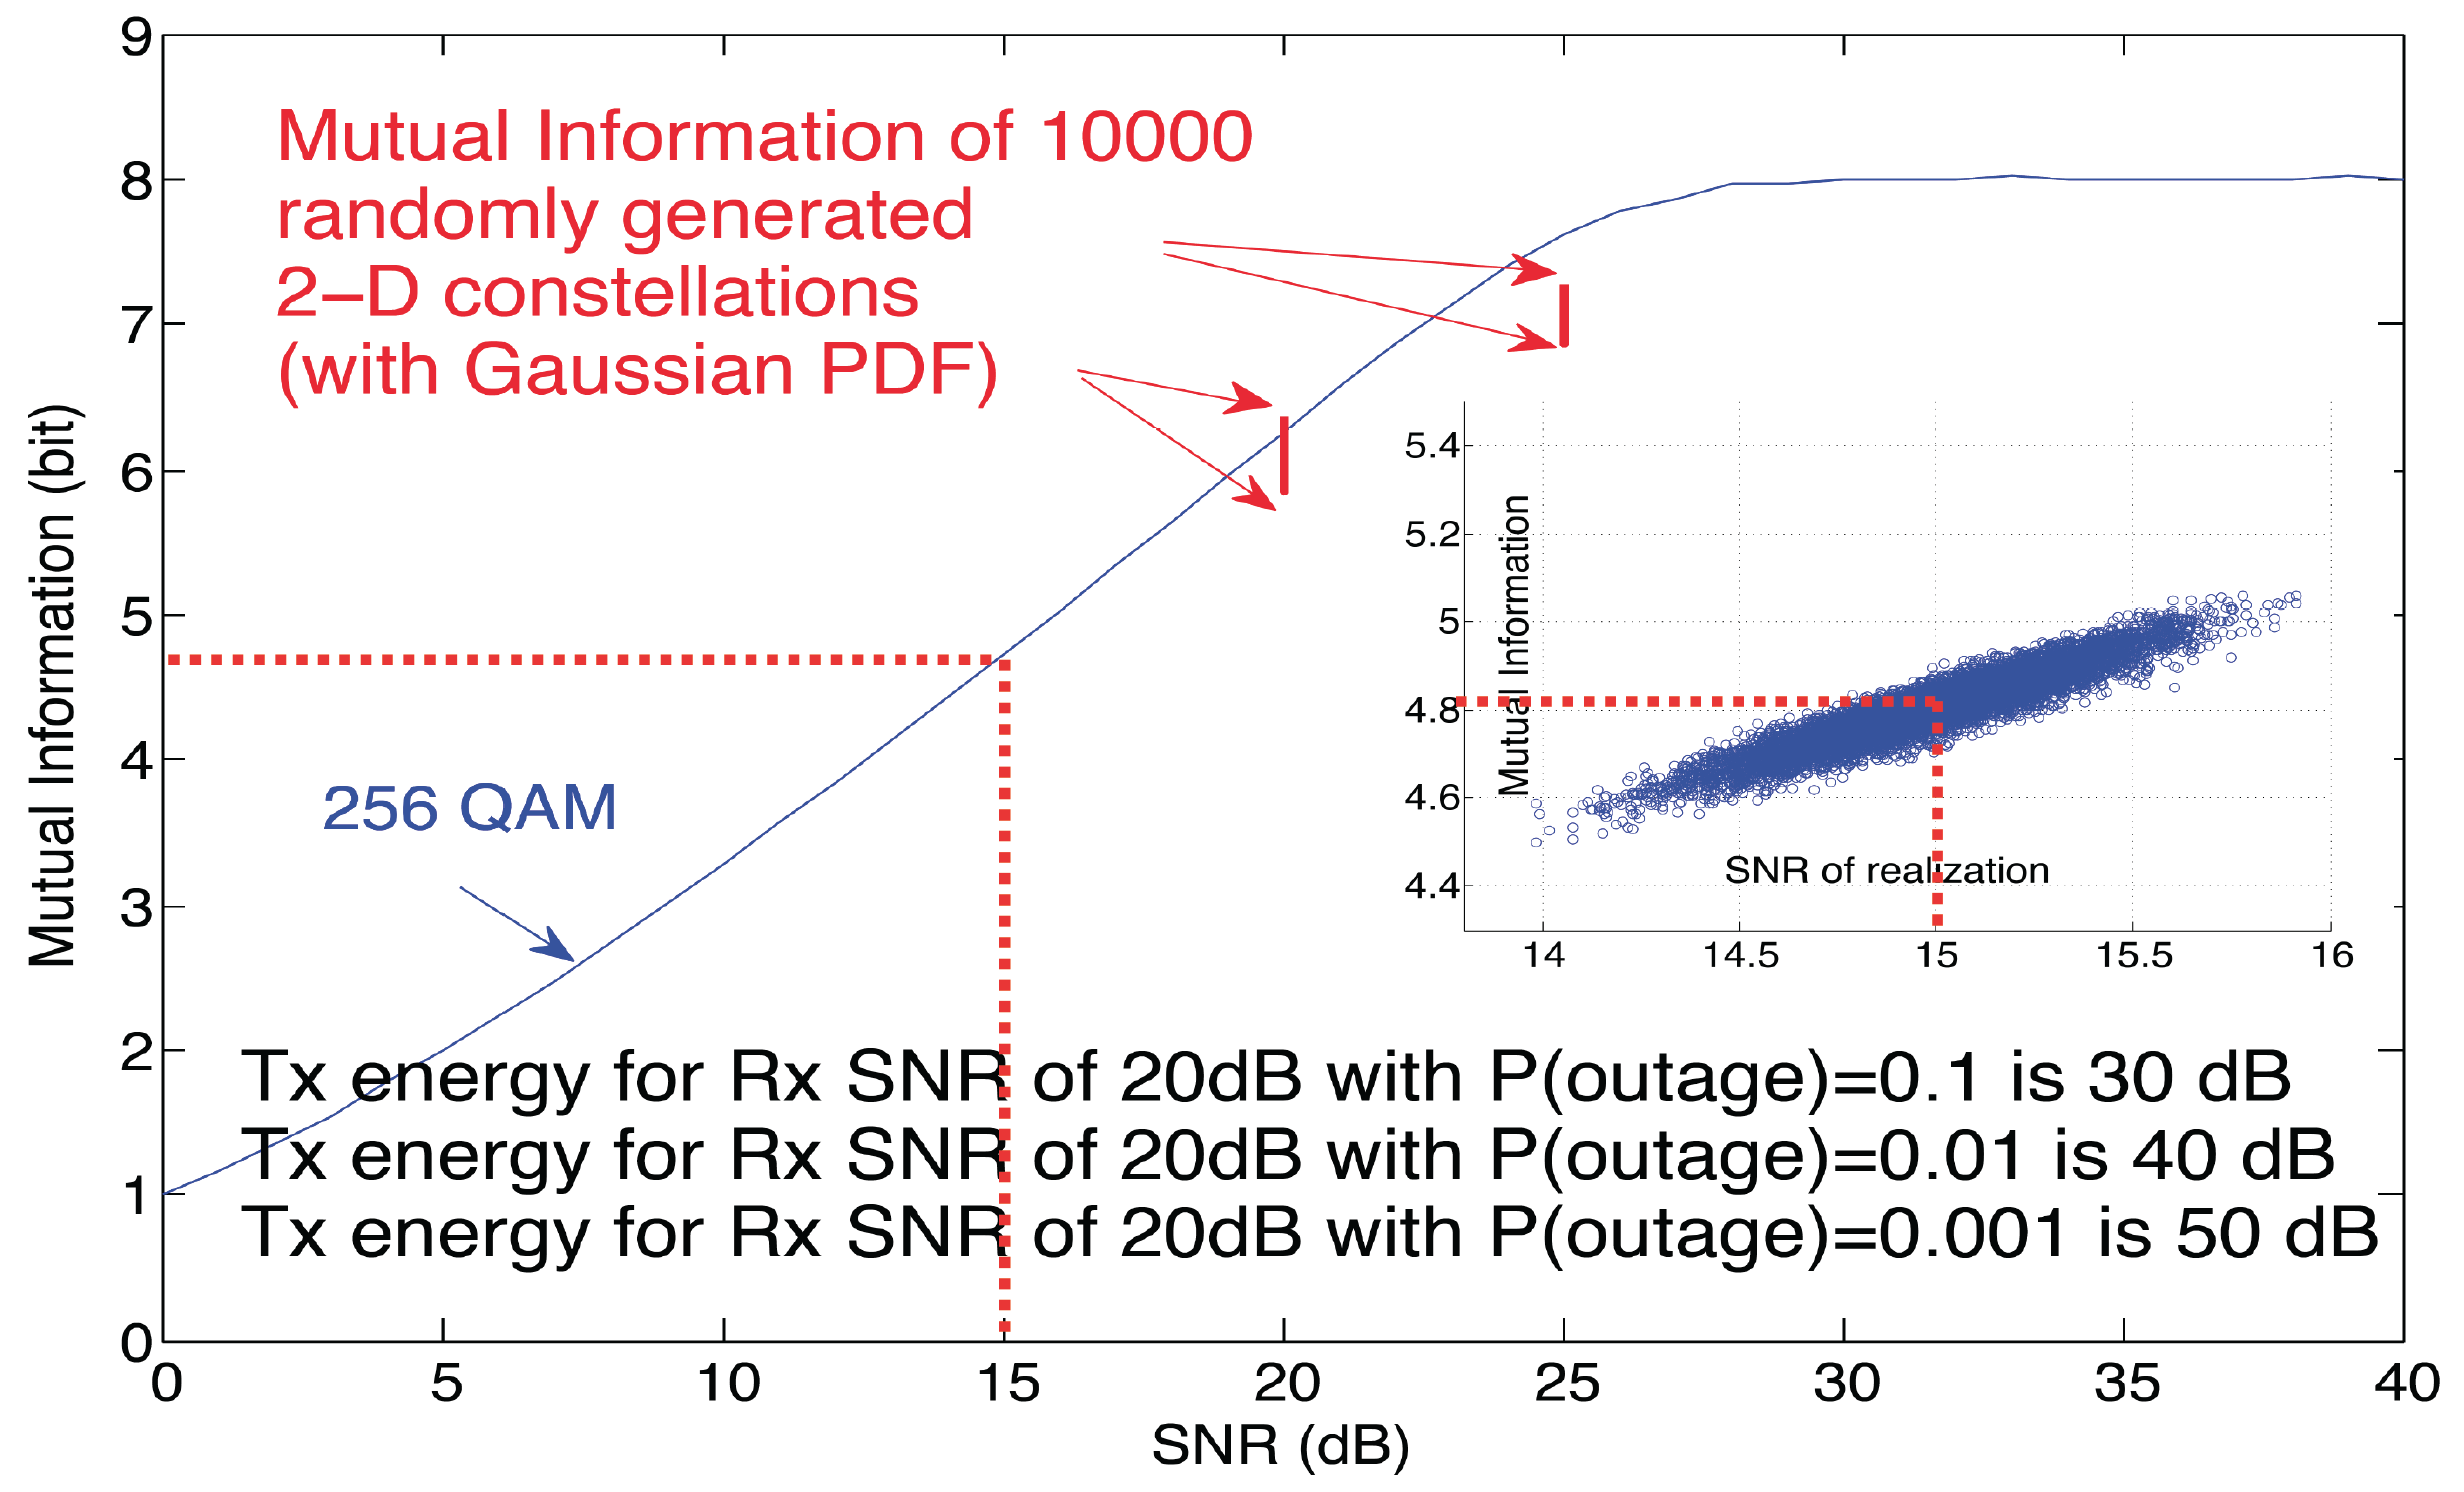 9
8
7
6
5
4
3
2
1
0
Mutual Information (bit)
Mutual Information of 10000
randomly generated
2−D constellations
(with Gaussian PDF)
256 QAM
5.4
5.2
5
4.8
4.6
4.4
Mutual Information
SNR of realization
14 14.5 15 15.5 16
Tx energy for Rx SNR of 20dB with P(outage)=0.1 is 30 dB
Tx energy for Rx SNR of 20dB with P(outage)=0.01 is 40 dB
Tx energy for Rx SNR of 20dB with P(outage)=0.001 is 50 dB
0 5 10 15 20 25 30 35 40
SNR (dB)